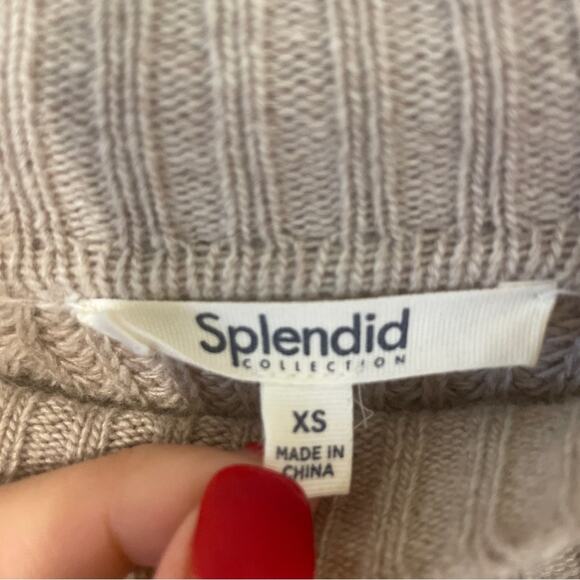 Splendid
COLLECTION
XS
MADE IN
CHINA